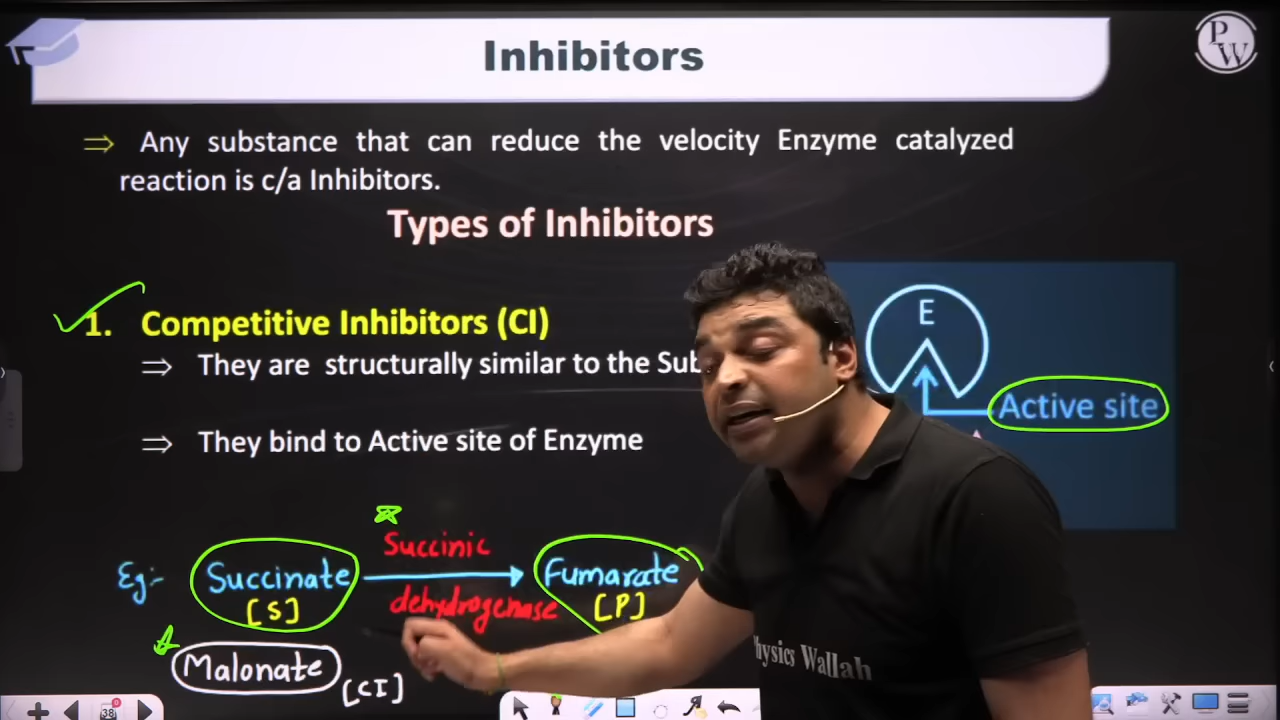 Inhibitors
PW
⇒ Any substance that can reduce the velocity Enzyme catalyzed
reaction is c/a Inhibitors.
Types of Inhibitors
1. Competitive Inhibitors (CI)
⇒ They are structurally similar to the Sub
⇒ They bind to Active site of Enzyme
E
Active site
Eg:- Succinate Succinic Fumarate
[S] dehydrogenase [P]
Malonate [CI]
Physics Wallah
38